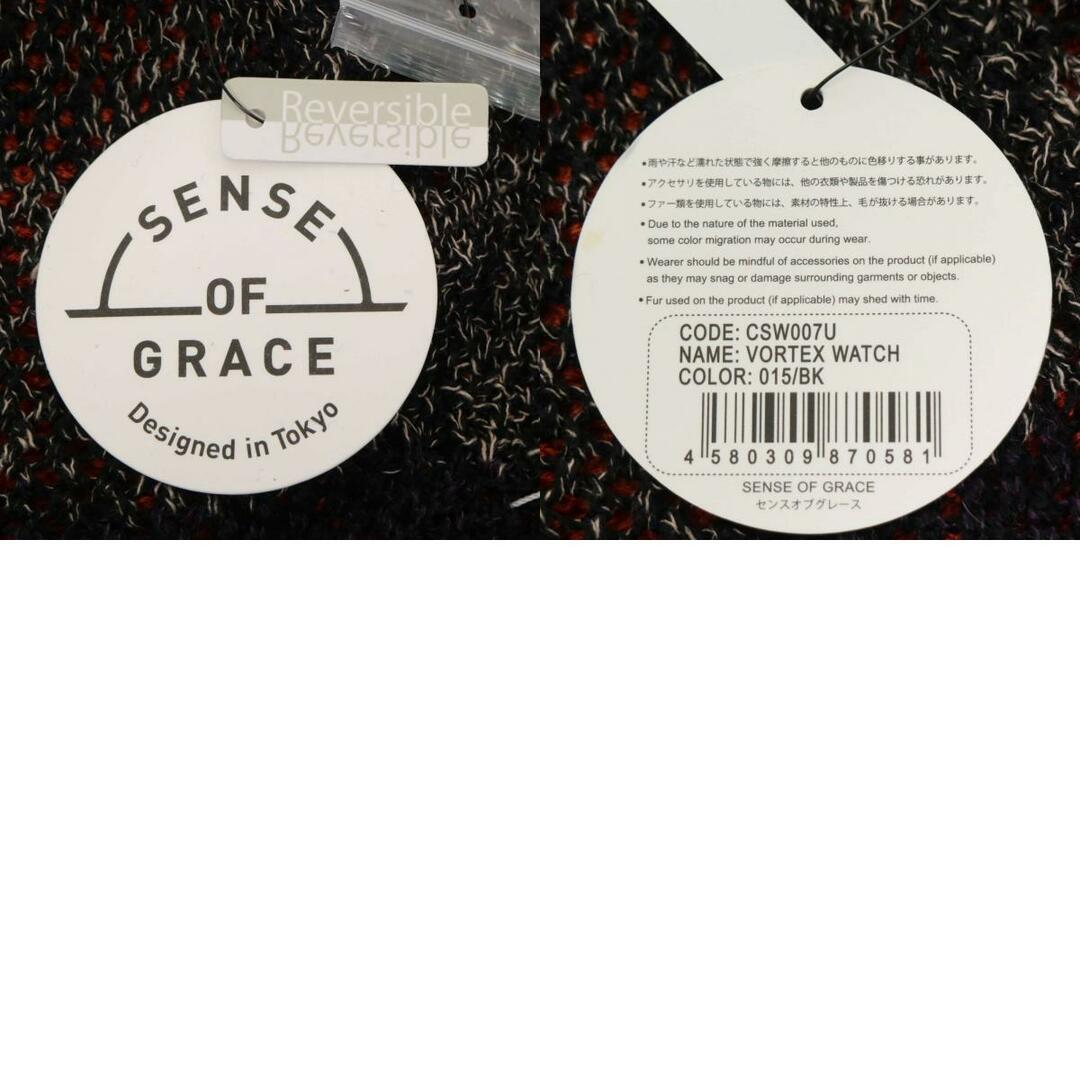 Reversible
Reversible
SENSE
OF
GRACE
Designed in Tokyo
•雨や汗など濡れた状態で強く摩擦すると他のものに色移りする事があります。
•アクセサリを使用している物には、他の衣類や製品を傷つける恐れがあります。
•ファー類を使用している物には、素材の特性上、毛が抜ける場合があります。
•Due to the nature of the material used,
some color migration may occur during wear.
•Wearer should be mindful of accessories on the product (if applicable)
as they may snag or damage surrounding garments or objects.
•Fur used on the product (if applicable) may shed with time.
CODE: CSW007U
NAME: VORTEX WATCH
COLOR: 015/BK
4 580309 870581
SENSE OF GRACE
センスオブグレース